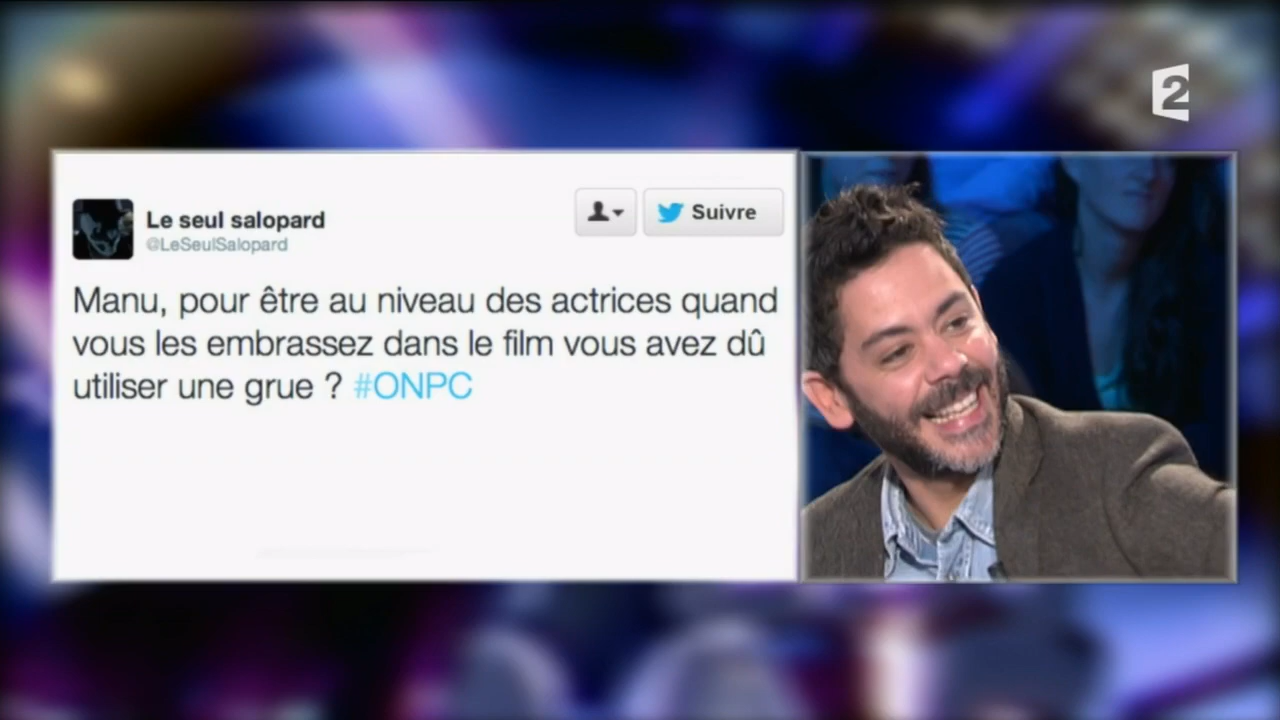 2
Le seul salopard
@LeSeulSalopard
Suivre
Manu, pour être au niveau des actrices quand
vous les embrassez dans le film vous avez dû
utiliser une grue ? #ONPC